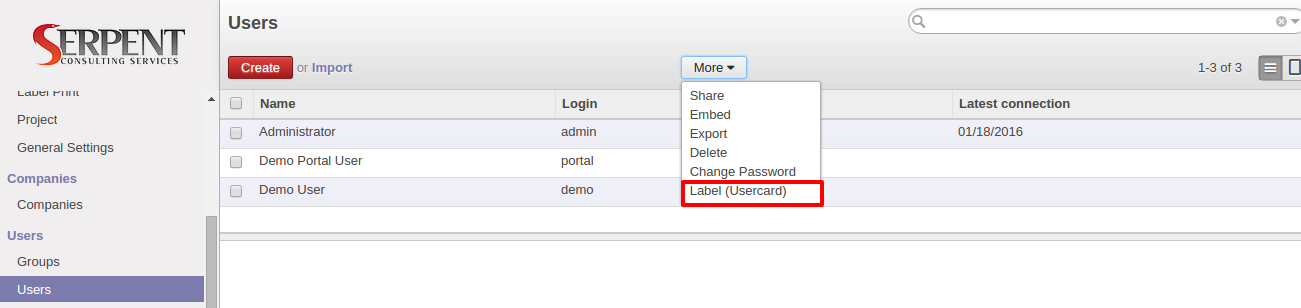 SERPENT
CONSULTING SERVICES
Label Print
Project
General Settings
Companies
Companies
Users
Groups
Users
Users
Create or Import
More
1-3 of 3
Name Login Latest connection
Administrator admin 01/18/2016
Demo Portal User portal
Demo User demo
Share
Embed
Export
Delete
Change Password
Label (Usercard)